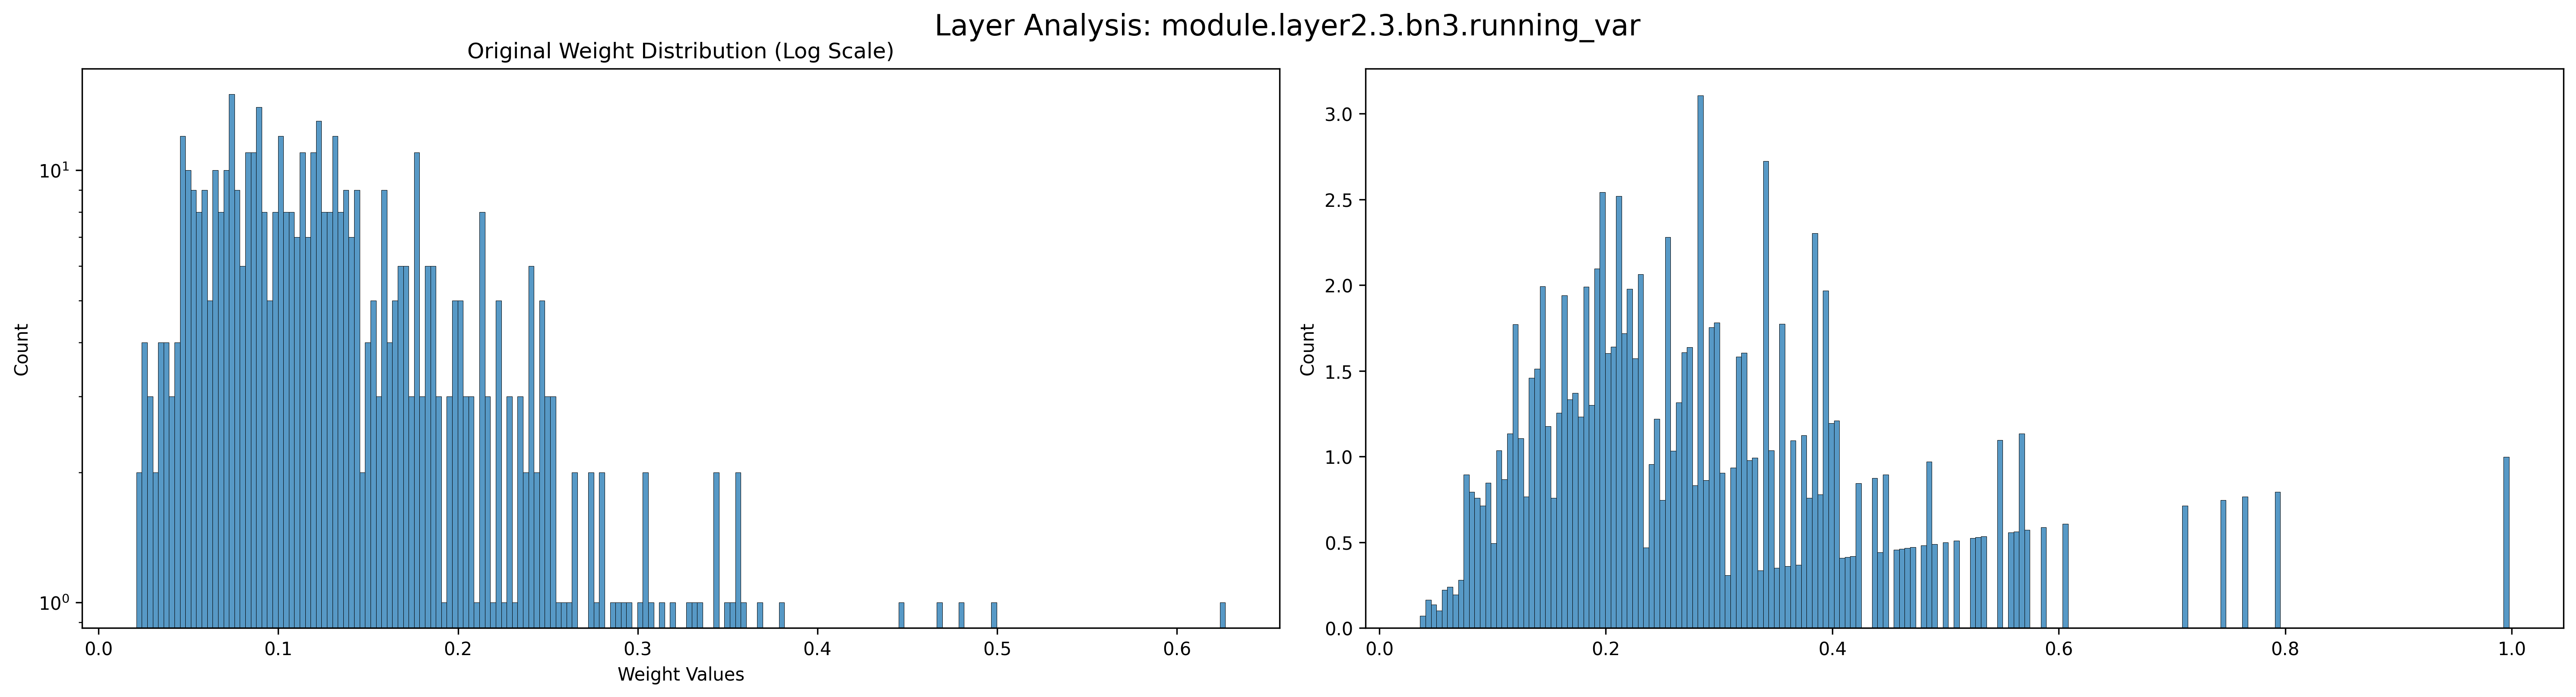 Layer Analysis: module.layer2.3.bn3.running_var
Original Weight Distribution (Log Scale)
Count
10¹
10⁰
0.0 0.1 0.2 0.3 0.4 0.5 0.6
Weight Values
Count
3.0
2.5
2.0
1.5
1.0
0.5
0.0
0.0 0.2 0.4 0.6 0.8 1.0